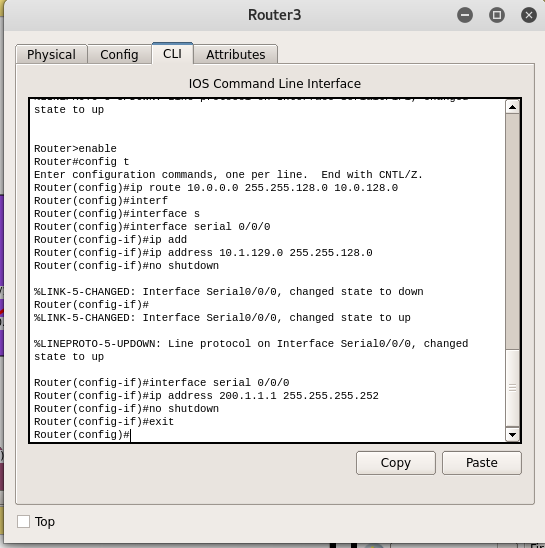 Router3
Physical Config CLI Attributes
IOS Command Line Interface
state to up
Router>enable
Router#config t
Enter configuration commands, one per line.  End with CNTL/Z.
Router(config)#ip route 10.0.0.0 255.255.128.0 10.0.128.0
Router(config)#interf
Router(config)#interface s
Router(config)#interface serial 0/0/0
Router(config-if)#ip add
Router(config-if)#ip address 10.1.129.0 255.255.128.0
Router(config-if)#no shutdown
%LINK-5-CHANGED: Interface Serial0/0/0, changed state to down
Router(config-if)#
%LINK-5-CHANGED: Interface Serial0/0/0, changed state to up
%LINEPROTO-5-UPDOWN: Line protocol on Interface Serial0/0/0, changed
state to up
Router(config-if)#interface serial 0/0/0
Router(config-if)#ip address 200.1.1.1 255.255.255.252
Router(config-if)#no shutdown
Router(config-if)#exit
Router(config)#
Copy Paste
Top